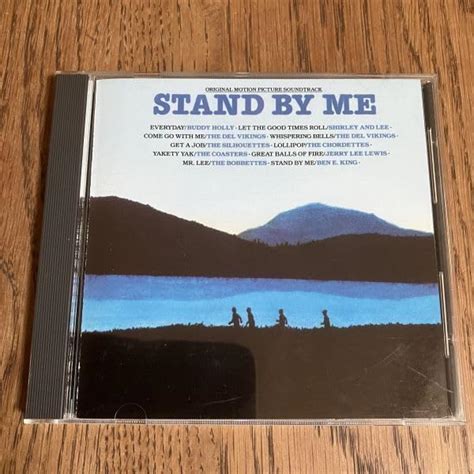 ORIGINAL MOTION PICTURE SOUNDTRACK
STAND BY ME
EVERYDAY/BUDDY HOLLY · LET THE GOOD TIMES ROLL/SHIRLEY AND LEE ·
COME GO WITH ME/THE DEL VIKINGS · WHISPERING BELLS/THE DEL VIKINGS ·
GET A JOB/THE SILHOUETTES · LOLLIPOP/THE CHORDETTES ·
YAKETY YAK/THE COASTERS · GREAT BALLS OF FIRE/JERRY LEE LEWIS ·
MR. LEE/THE BOBBETTES · STAND BY ME/BEN E. KING ·